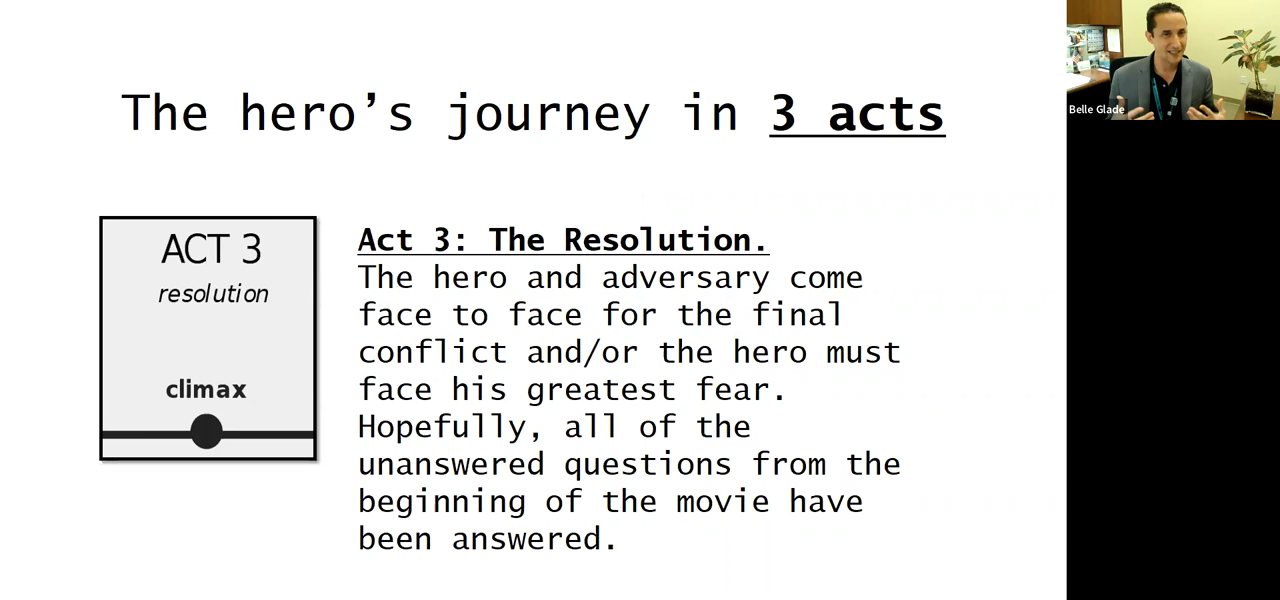 The hero’s journey in 3 acts
ACT 3
resolution
climax
Act 3: The Resolution.
The hero and adversary come
face to face for the final
conflict and/or the hero must
face his greatest fear.
Hopefully, all of the
unanswered questions from the
beginning of the movie have
been answered.
Belle Glade